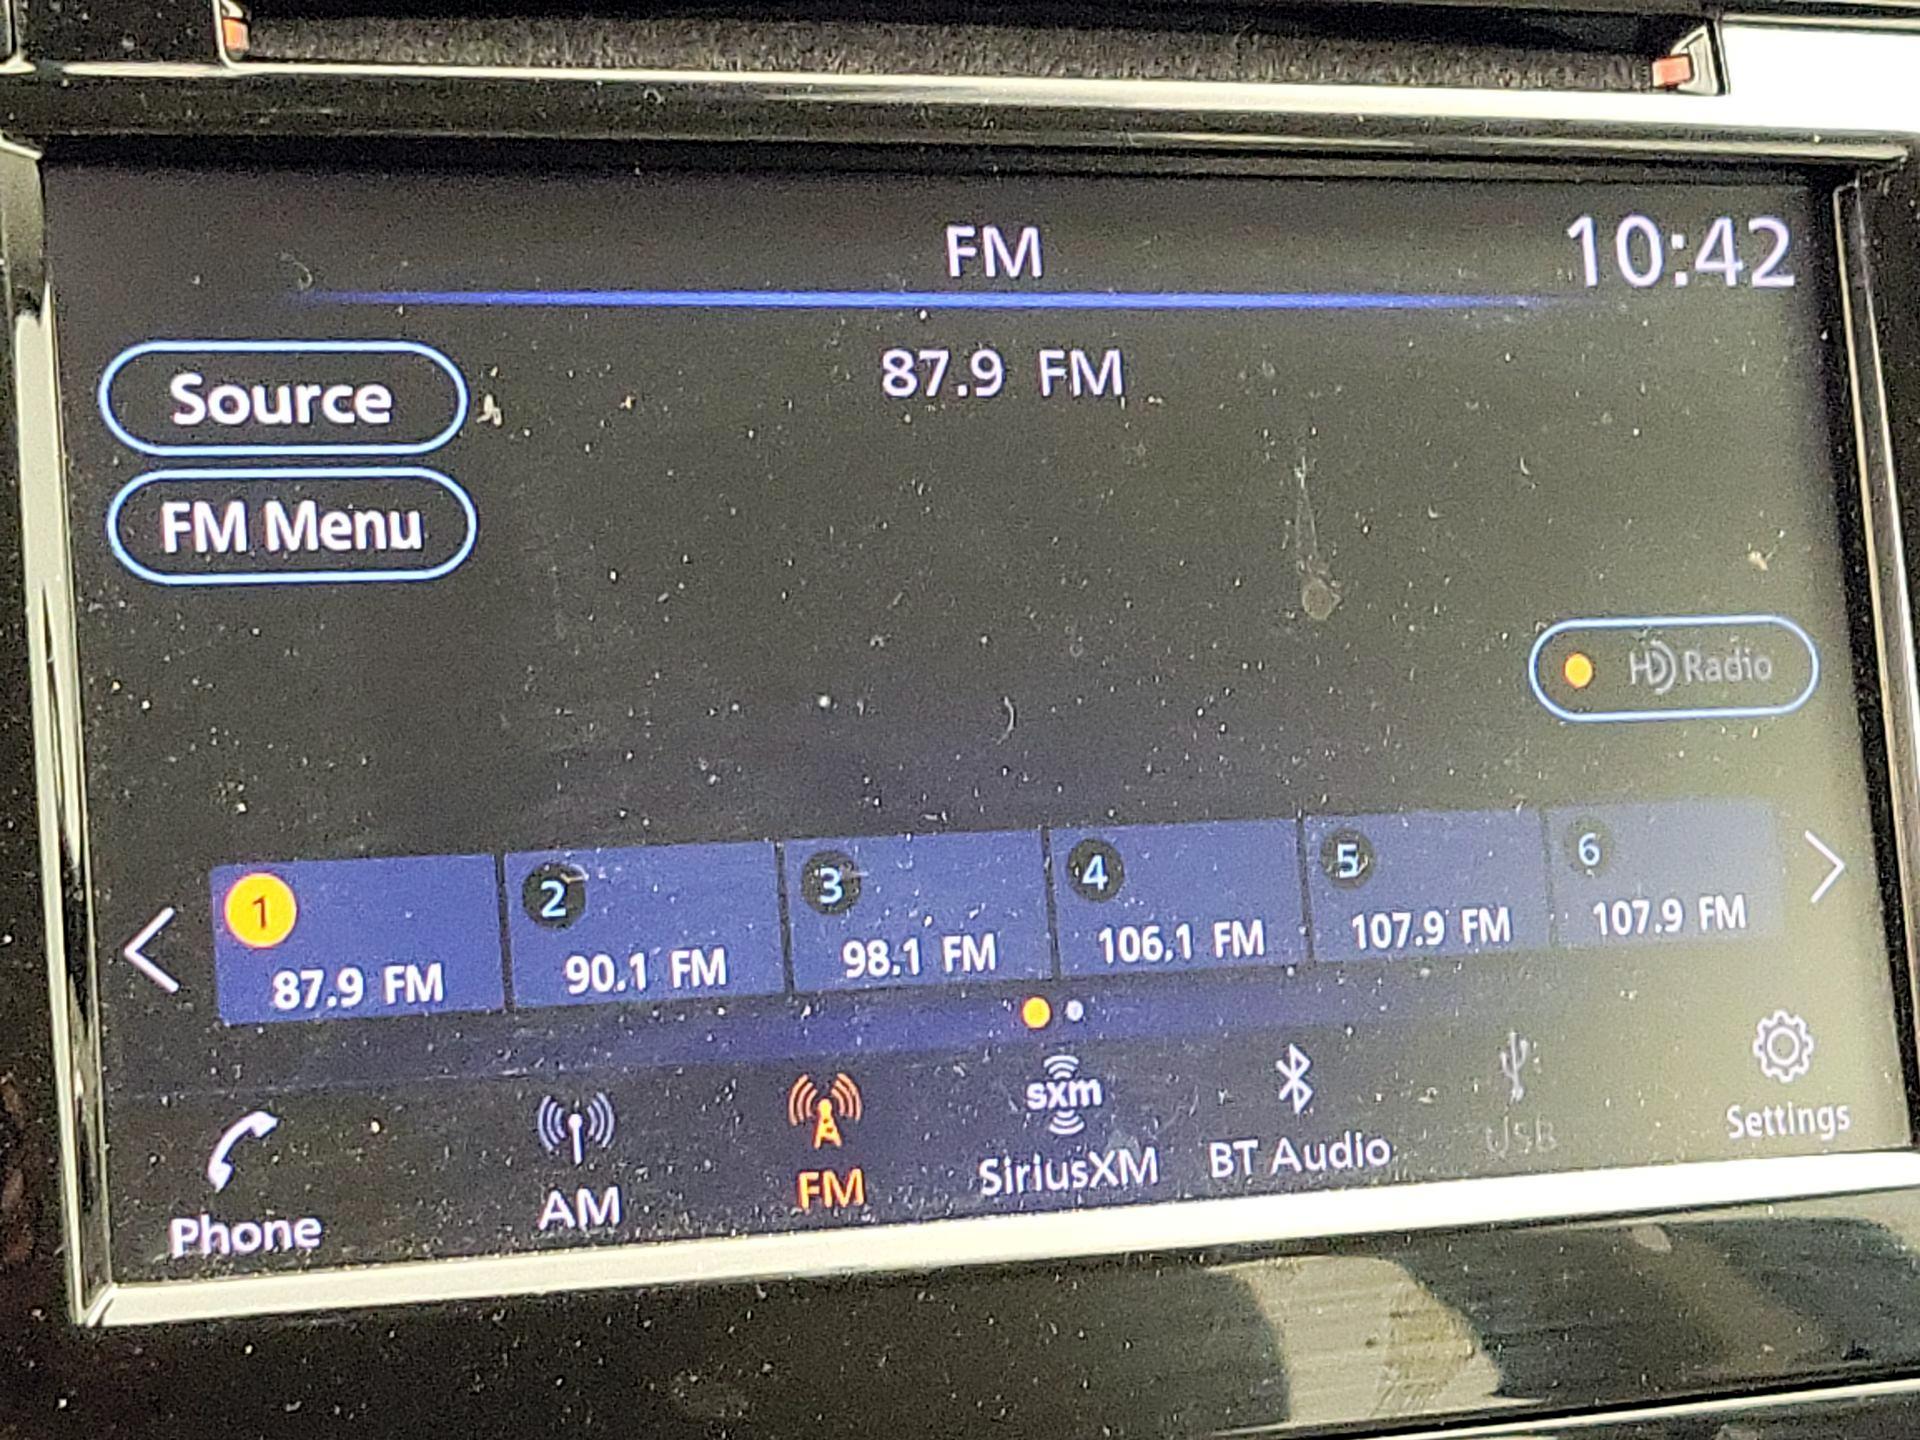 FM
10:42
87.9 FM
Source
FM Menu
HD Radio
1
87.9 FM
2
90.1 FM
3
98.1 FM
4
106.1 FM
5
107.9 FM
6
107.9 FM
Phone
AM
FM
sxm
SiriusXM
BT Audio
USB
Settings